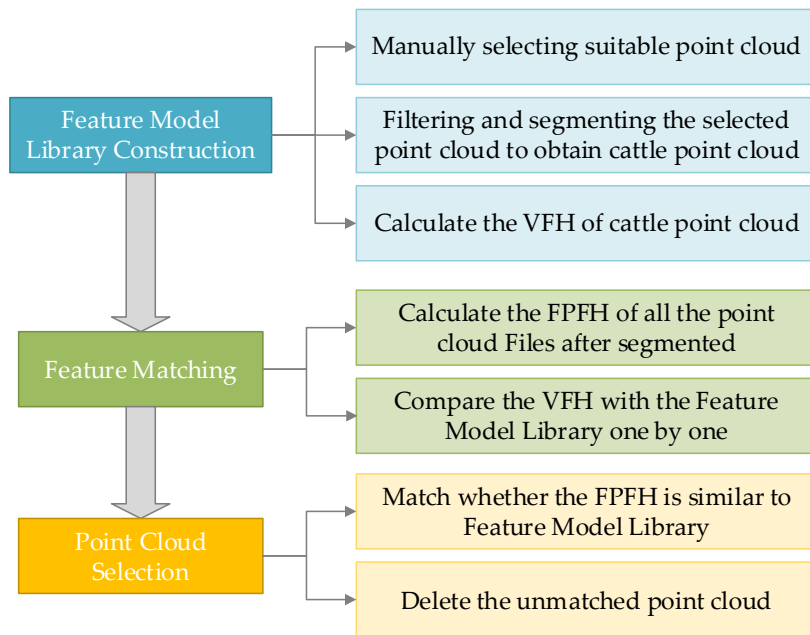 Feature Model
Library Construction
Manually selecting suitable point cloud
Filtering and segmenting the selected
point cloud to obtain cattle point cloud
Calculate the VFH of cattle point cloud
Feature Matching
Calculate the FPFH of all the point
cloud Files after segmented
Compare the VFH with the Feature
Model Library one by one
Point Cloud
Selection
Match whether the FPFH is similar to
Feature Model Library
Delete the unmatched point cloud